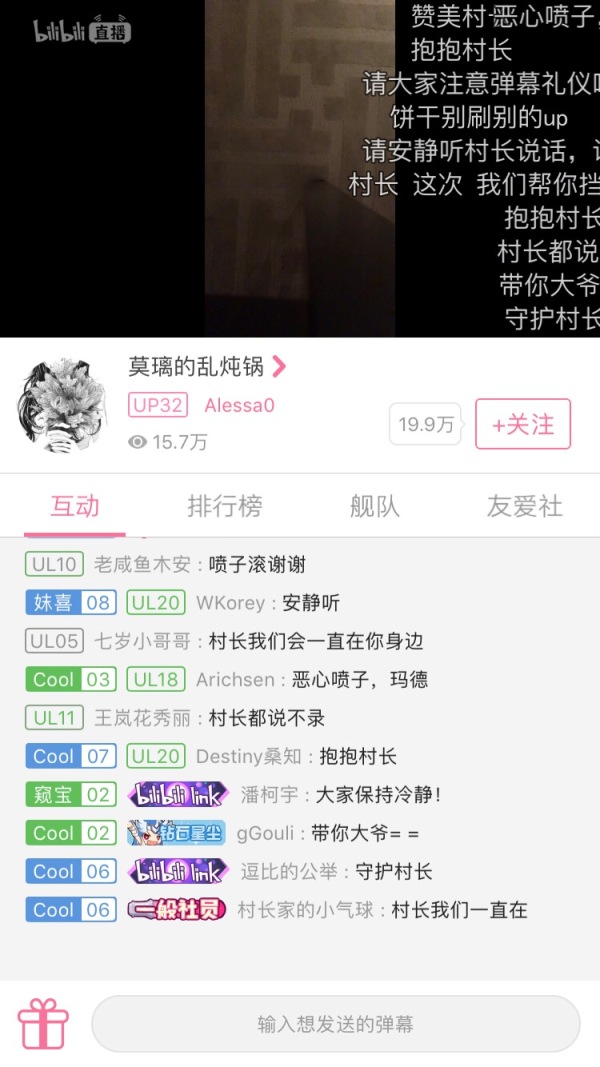 bilibili 直播
赞美村 恶心喷子，
抱抱村长
请大家注意弹幕礼仪
饼干别刷别的up
请安静听村长说话，
村长 这次 我们帮你挡
抱抱村长
村长都说
带你大爷
守护村长
莫璃的乱炖锅
UP32 Alessa0
15.7万
19.9万
+关注
互动 排行榜 舰队 友爱社
UL10 老咸鱼木安 : 喷子滚谢谢
妹喜 08 UL20 WKorey : 安静听
UL05 七岁小哥哥 : 村长我们会一直在你身边
Cool 03 UL18 Arichsen : 恶心喷子，玛德
UL11 王岚花秀丽 : 村长都说不录
Cool 07 UL20 Destiny桑知 : 抱抱村长
窥宝 02 bilibili link 潘柯宇 : 大家保持冷静！
Cool 02 钻石星尘 gGouli : 带你大爷= =
Cool 06 bilibili link 逗比的公举 : 守护村长
Cool 06 一般社员 村长家的小气球 : 村长我们一直在
输入想发送的弹幕